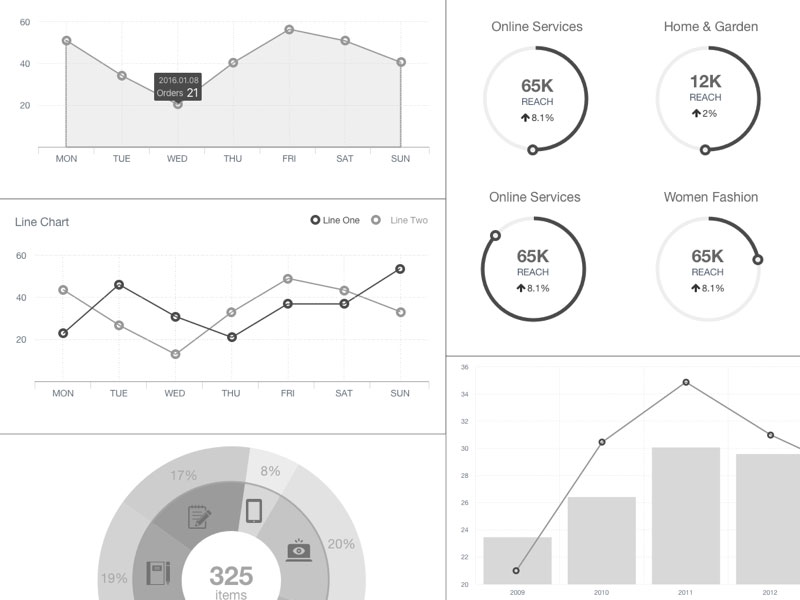 60
40
20
2016.01.08
Orders 21
MON TUE WED THU FRI SAT SUN
Line Chart
Line One Line Two
60
40
20
MON TUE WED THU FRI SAT SUN
17%
8%
20%
19%
325
items
Online Services
65K
REACH
8.1%
Home & Garden
12K
REACH
2%
Online Services
65K
REACH
8.1%
Women Fashion
65K
REACH
8.1%
36
34
32
30
28
26
24
22
20
2009 2010 2011 2012